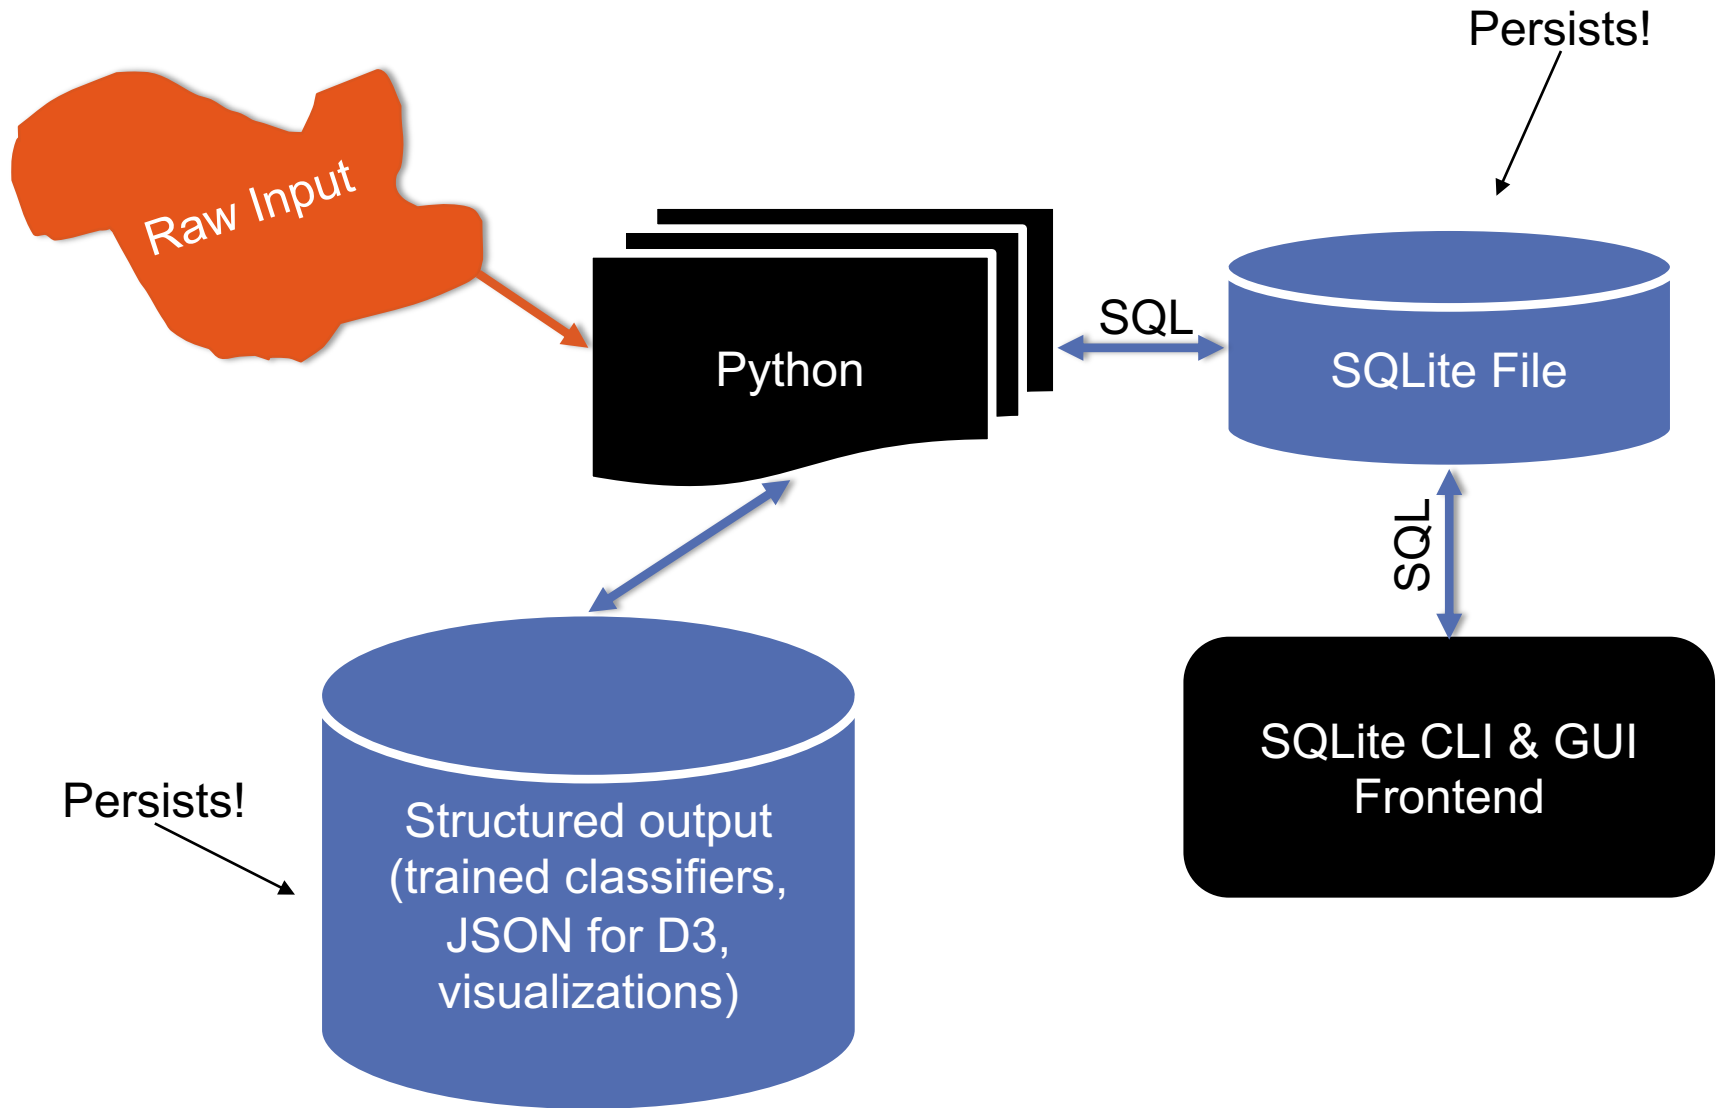 Persists!
Raw Input
SQL
Python
SQLite File
SQL
SQLite CLI & GUI
Frontend
Persists!
Structured output
(trained classifiers,
JSON for D3,
visualizations)